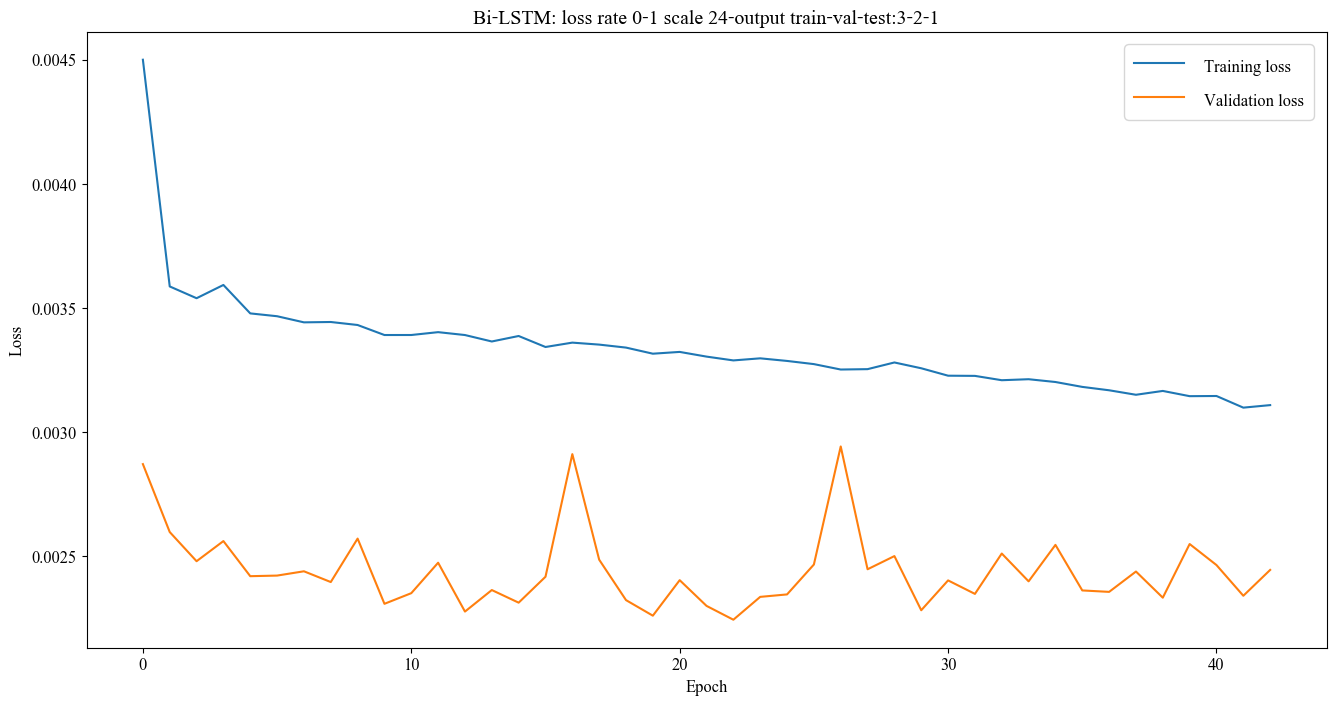 Bi-LSTM: loss rate 0-1 scale 24-output train-val-test:3-2-1
Training loss
Validation loss
0.0045
0.0040
0.0035
0.0030
0.0025
Loss
0 10 20 30 40
Epoch